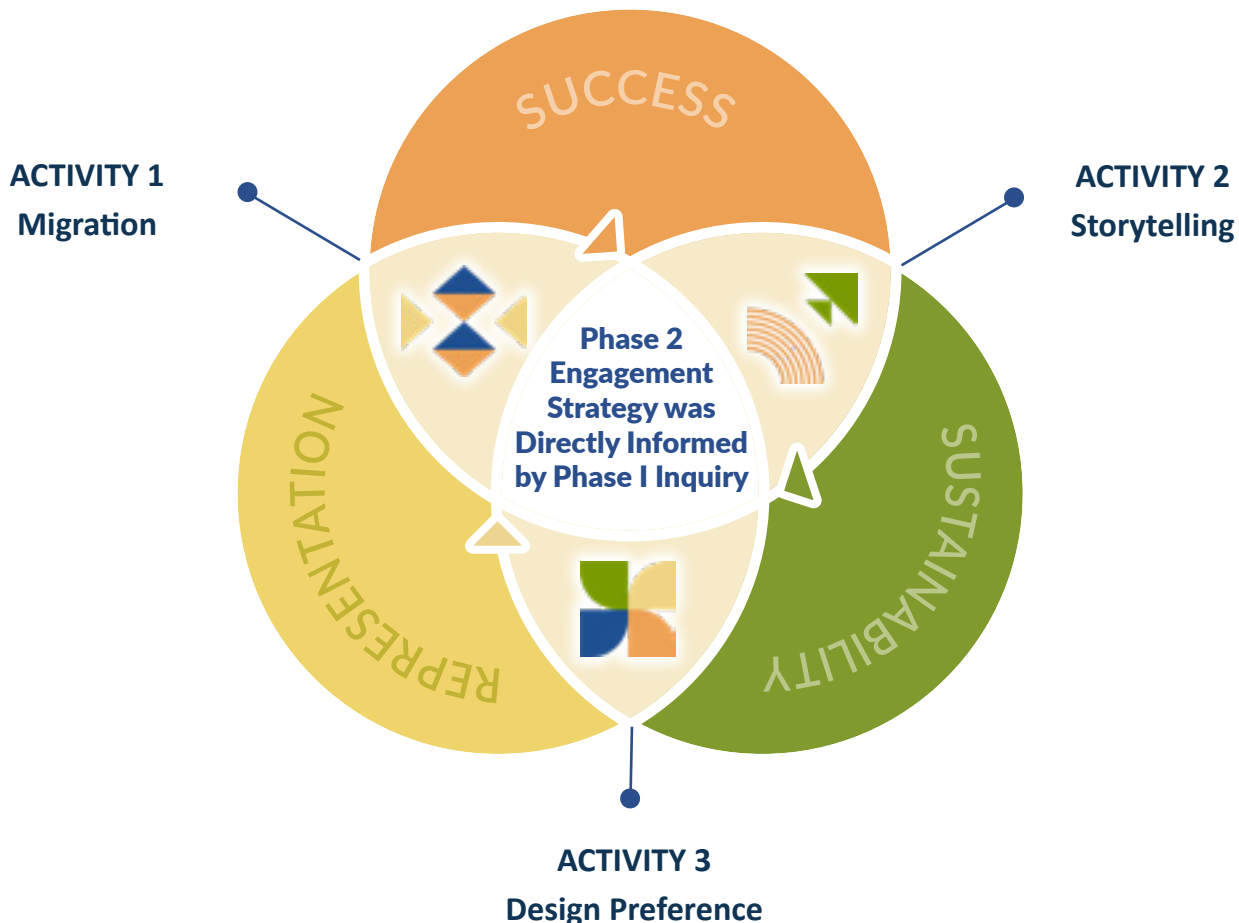 SUCCESS
ACTIVITY 1
Migration
ACTIVITY 2
Storytelling
Phase 2
Engagement
Strategy was
Directly Informed
by Phase I Inquiry
REPRESENTATION
SUSTAINABILITY
ACTIVITY 3
Design Preference